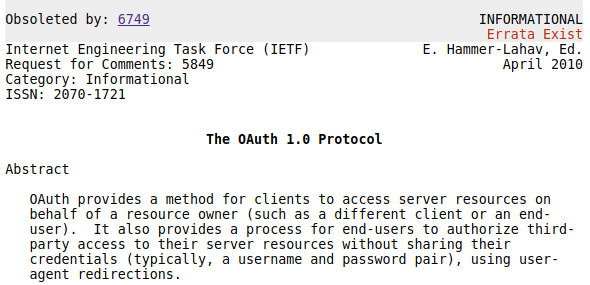 Obsoleted by: 6749 INFORMATIONAL
Errata Exist
Internet Engineering Task Force (IETF) E. Hammer-Lahav, Ed.
Request for Comments: 5849 April 2010
Category: Informational
ISSN: 2070-1721
The OAuth 1.0 Protocol
Abstract
OAuth provides a method for clients to access server resources on
behalf of a resource owner (such as a different client or an end-
user). It also provides a process for end-users to authorize third-
party access to their server resources without sharing their
credentials (typically, a username and password pair), using user-
agent redirections.